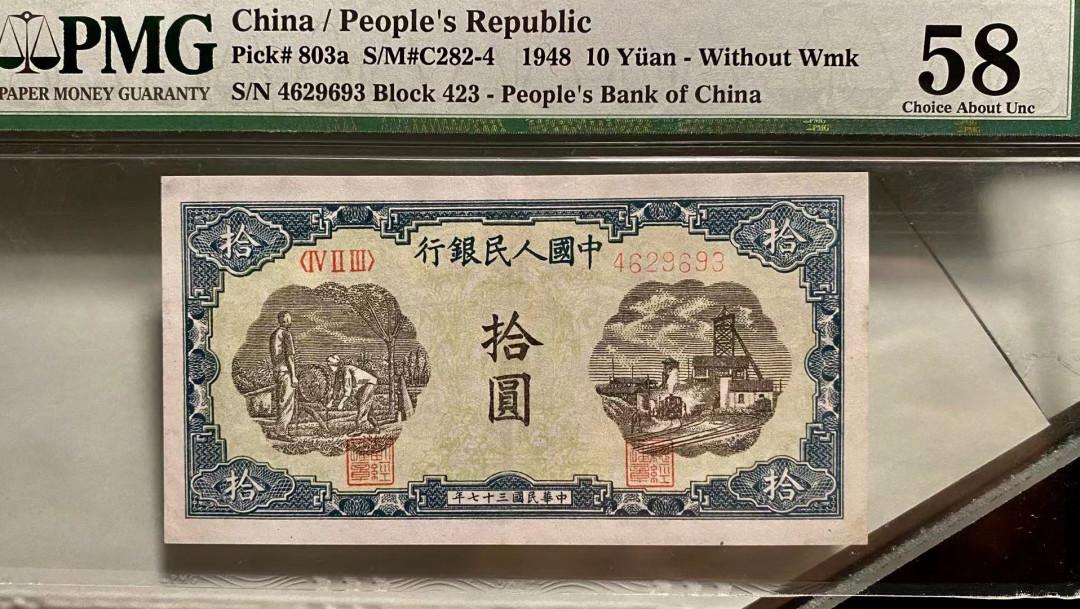 PMG
PAPER MONEY GUARANTY
China / People's Republic
Pick# 803a S/M#C282-4 1948 10 Yüan - Without Wmk
S/N 4629693 Block 423 - People's Bank of China
58
Choice About Unc
拾
行銀民人國中
拾
〈IV II III〉
4629693
拾
圓
拾
年七十三國民華中
拾